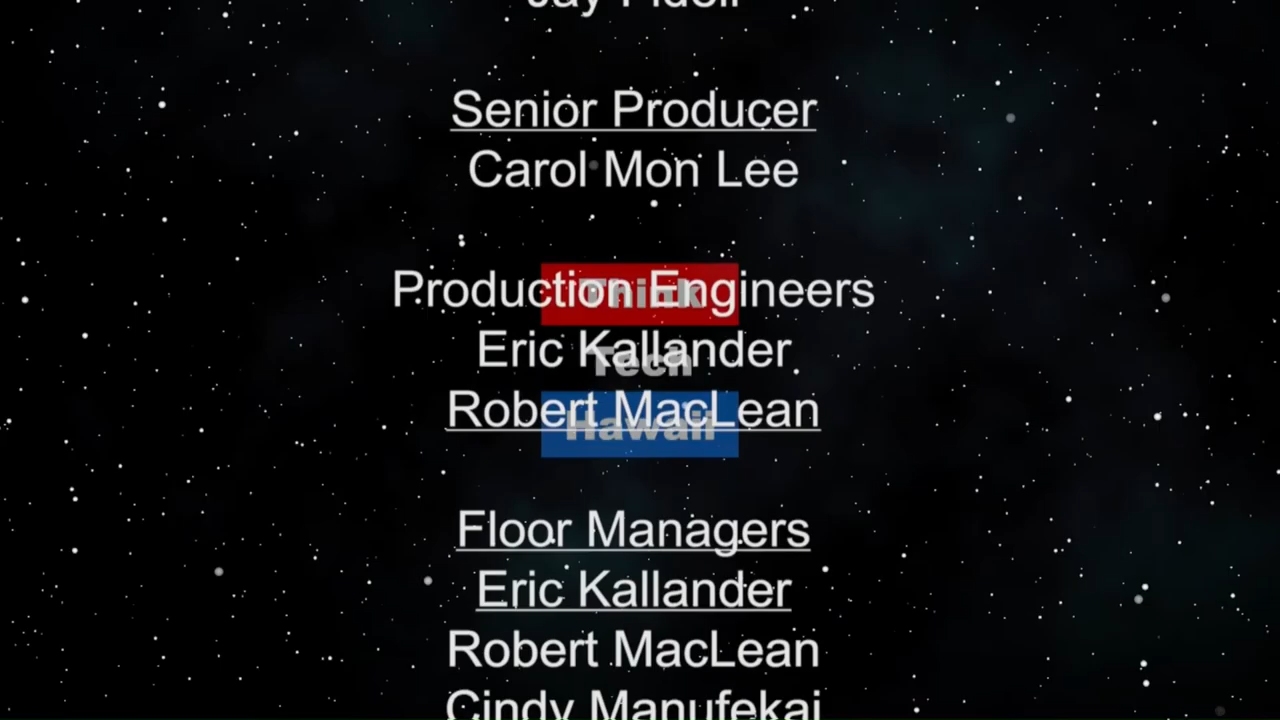 Jay Fidell
Senior Producer
Carol Mon Lee
Production Engineers
Eric Kallander
Robert MacLean
Think
Tech
Hawaii
Floor Managers
Eric Kallander
Robert MacLean
Cindy Manufekai